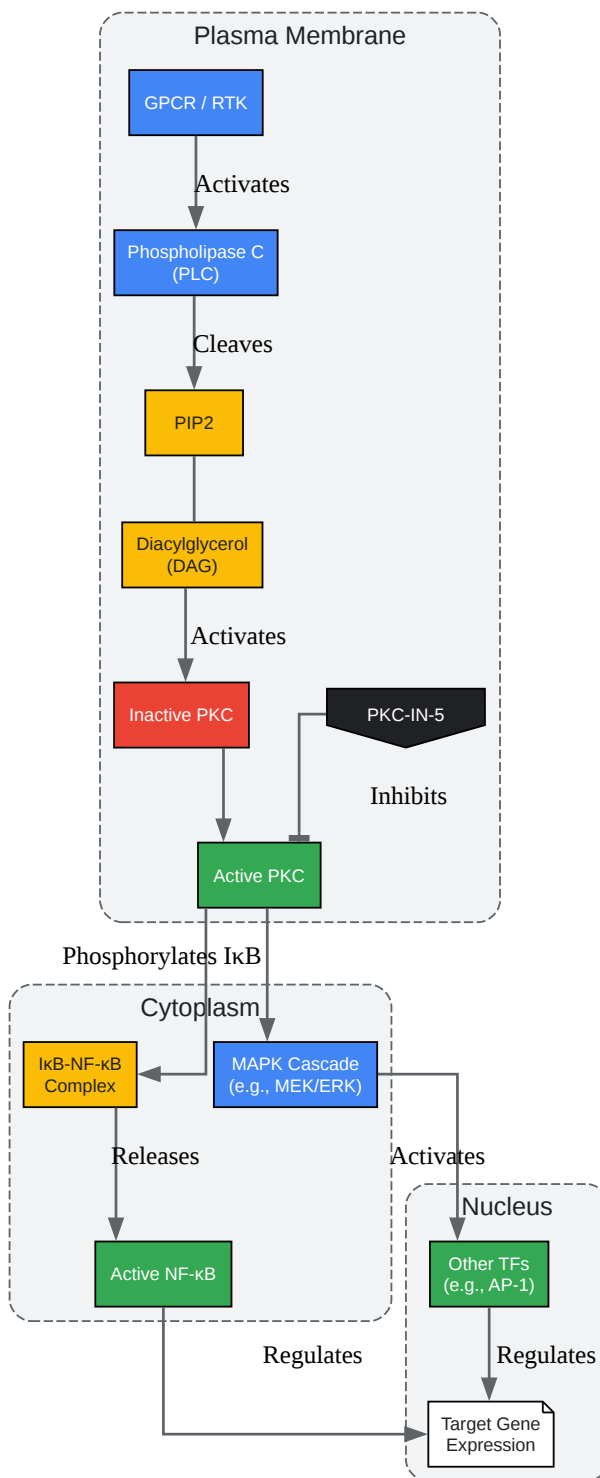 Plasma Membrane
GPCR / RTK
Activates
Phospholipase C
(PLC)
Cleaves
PIP2
Diacylglycerol
(DAG)
Activates
Inactive PKC
PKC-IN-5
Inhibits
Active PKC
Phosphorylates IκB
Cytoplasm
IκB-NF-κB
Complex
MAPK Cascade
(e.g., MEK/ERK)
Releases
Activates
Nucleus
Active NF-κB
Other TFs
(e.g., AP-1)
Regulates
Regulates
Target Gene
Expression